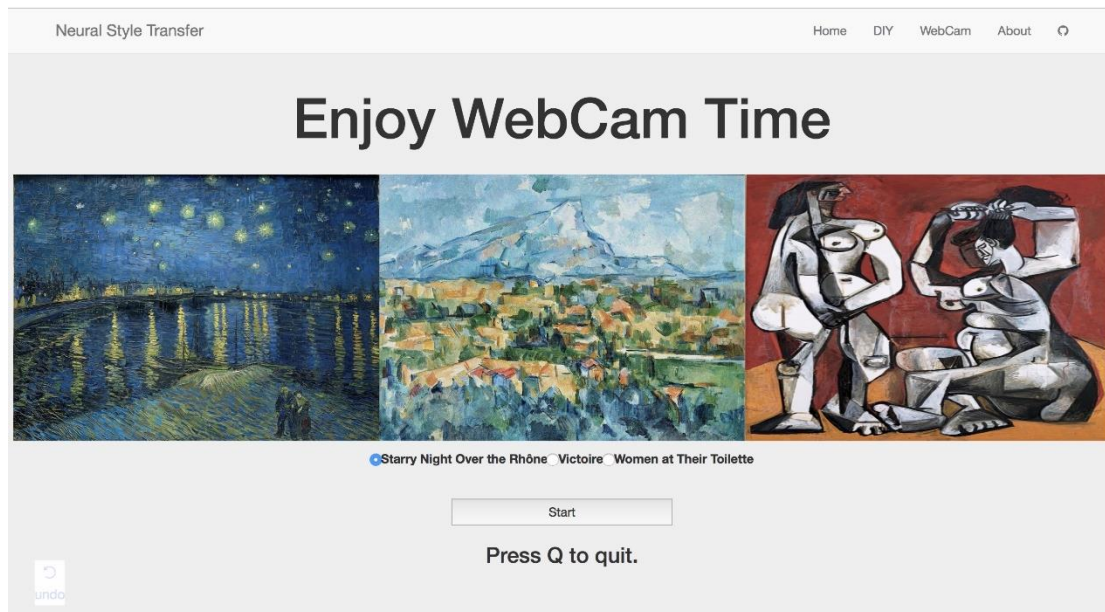 Neural Style Transfer Home DIY WebCam About
Enjoy WebCam Time
Starry Night Over the Rhône Victoire Women at Their Toilette
Start
Press Q to quit.
undo